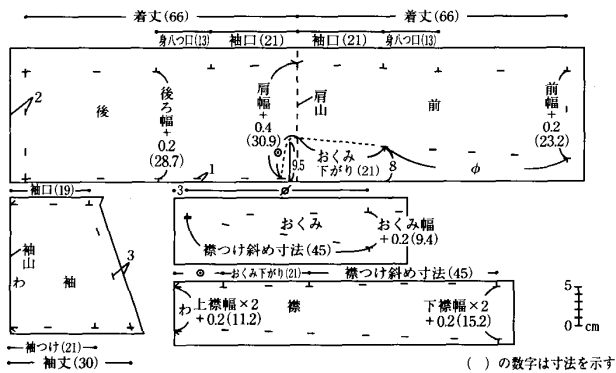 着丈(66) 着丈(66)
身八つ口(13) 袖口(21) 袖口(21) 身八つ口(13)
2
後
後ろ幅+0.2(28.7)
肩幅+0.4(30.9)
肩山
前
前幅+0.2(23.2)
1
⊙
9.5
おくみ下がり(21)
8
φ
袖口(19)
袖山
わ
袖
3
袖つけ(21)
袖丈(30)
3 φ
おくみ
おくみ幅+0.2(9.4)
襟つけ斜め寸法(45)
⊙ おくみ下がり(21) 襟つけ斜め寸法(45)
わ
上襟幅×2+0.2(11.2)
襟
下襟幅×2+0.2(15.2)
5
0
cm
( )の数字は寸法を示す